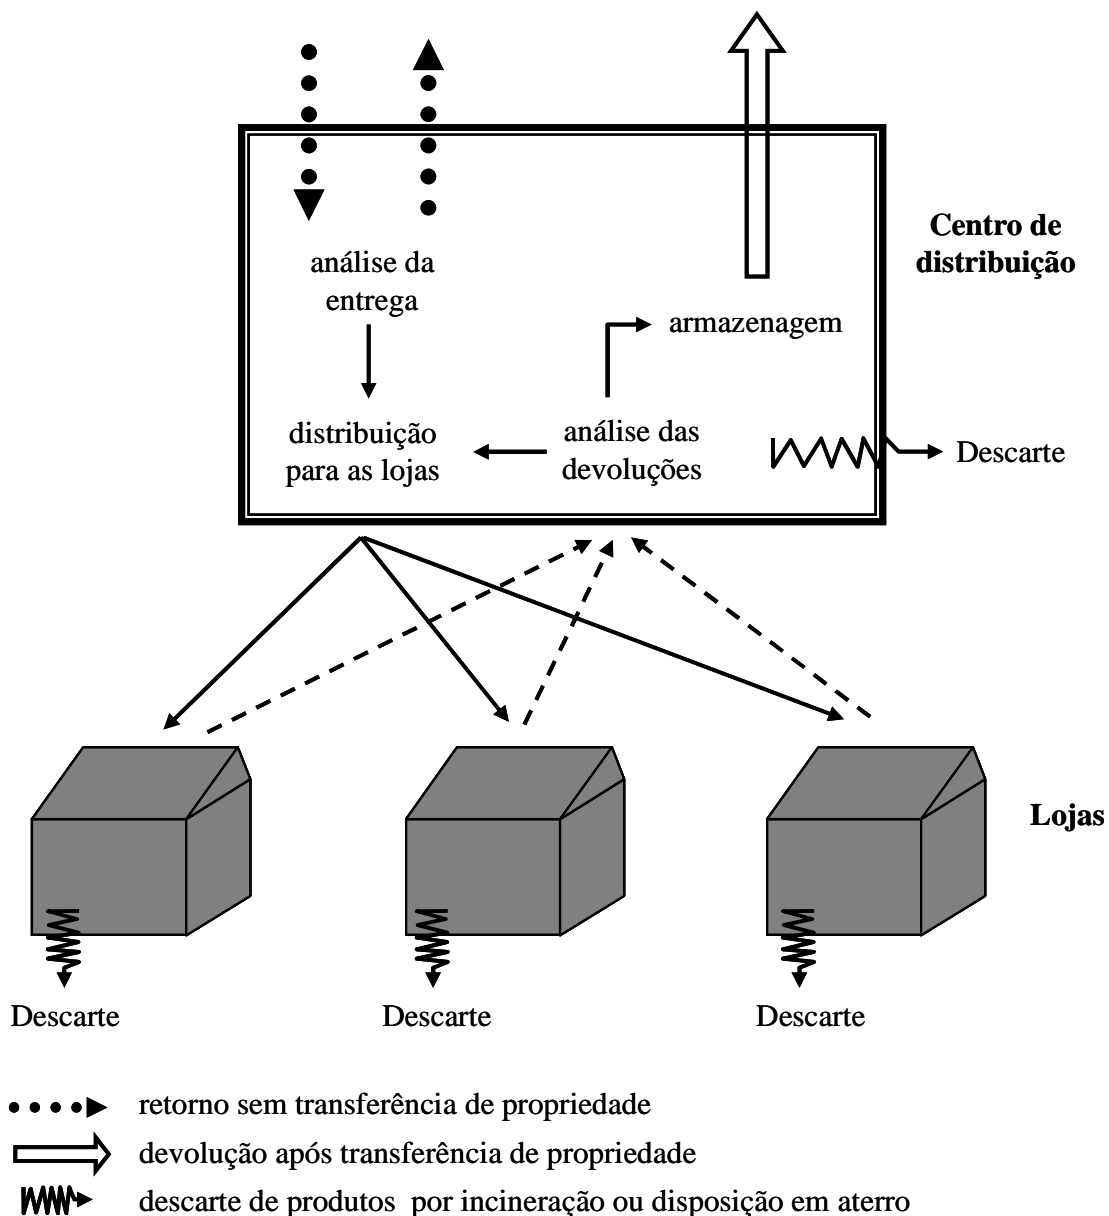 Centro de
distribuição
análise da
entrega
armazenagem
distribuição
para as lojas
análise das
devoluções
Descarte
Lojas
Descarte
Descarte
Descarte
retorno sem transferência de propriedade
devolução após transferência de propriedade
descarte de produtos por incineração ou disposição em aterro